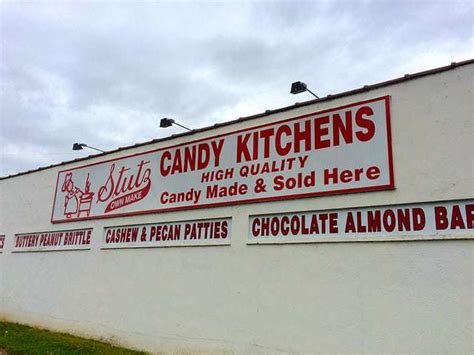 Stutz
OWN MAKE
CANDY KITCHENS
HIGH QUALITY
Candy Made & Sold Here
BUTTERY PEANUT BRITTLE
CASHEW & PECAN PATTIES
CHOCOLATE ALMOND BAR